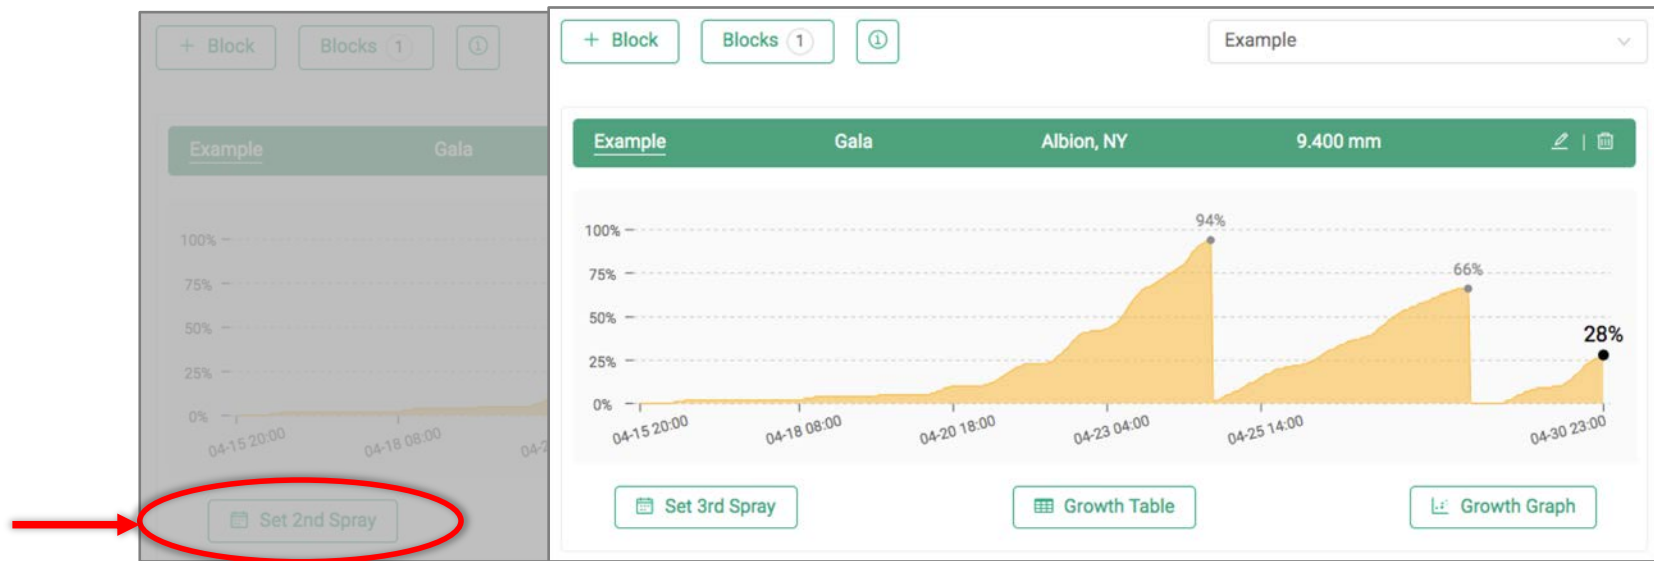 + Block
Blocks 1
Example
Gala
100%
75%
50%
25%
0%
04-15 20:00
04-18 08:00
04-2
Set 2nd Spray
+ Block
Blocks 1
Example
Example
Gala
Albion, NY
9.400 mm
94%
66%
28%
100%
75%
50%
25%
0%
04-15 20:00
04-18 08:00
04-20 18:00
04-23 04:00
04-25 14:00
04-30 23:00
Set 3rd Spray
Growth Table
Growth Graph